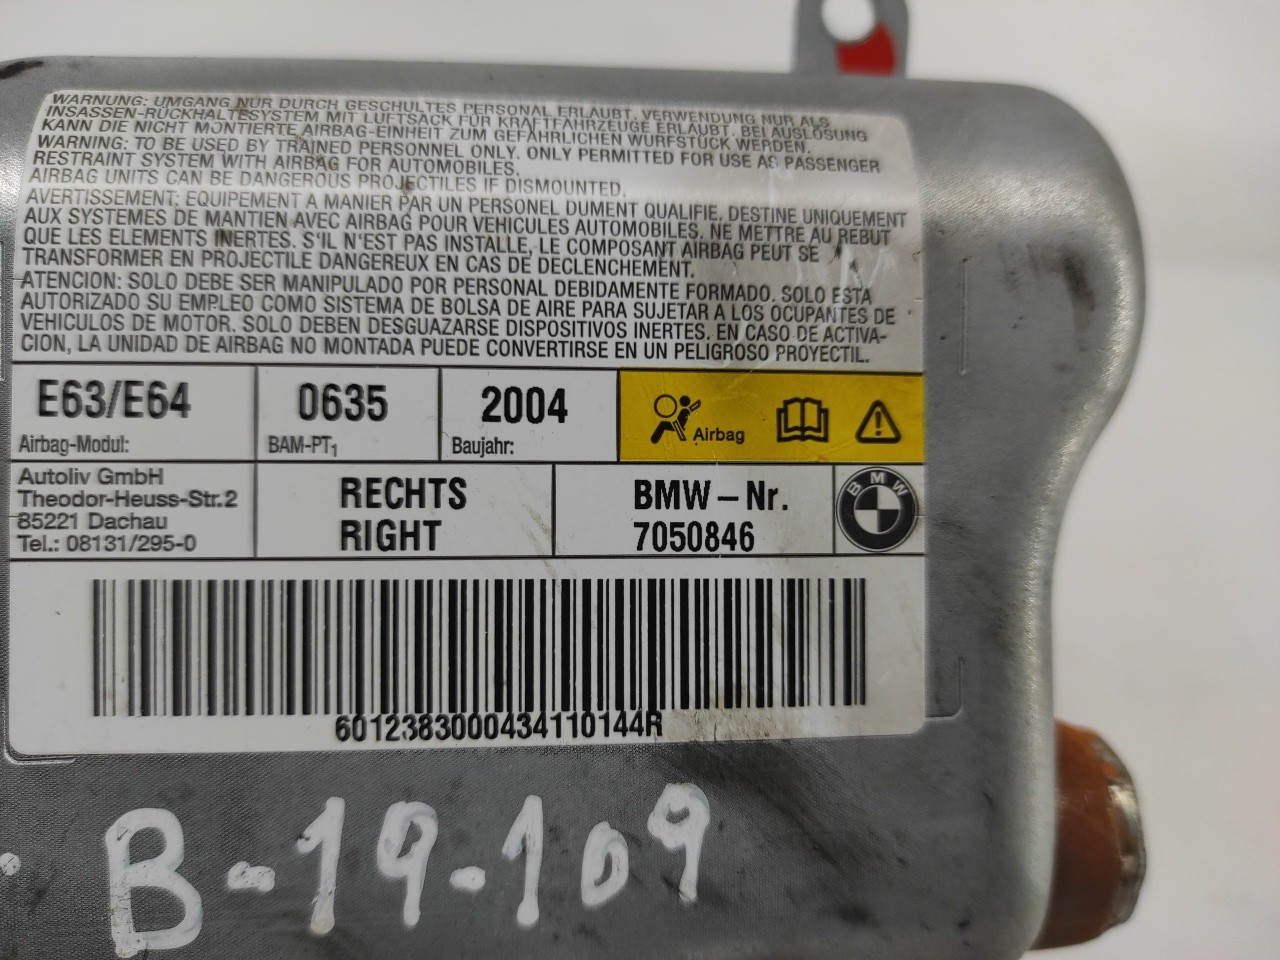 WARNUNG: UMGANG NUR DURCH GESCHULTES PERSONAL ERLAUBT. VERWENDUNG NUR ALS
INSASSEN-RÜCKHALTESYSTEM MIT LUFTSACK FÜR KRAFTFAHRZEUGE ERLAUBT. BEI AUSLÖSUNG
KANN DIE NICHT MONTIERTE AIRBAG-EINHEIT ZUM GEFÄHRLICHEN WURFSTÜCK WERDEN.
WARNING: TO BE USED BY TRAINED PERSONNEL ONLY. ONLY PERMITTED FOR USE AS PASSENGER
RESTRAINT SYSTEM WITH AIRBAG FOR AUTOMOBILES.
AIRBAG UNITS CAN BE DANGEROUS PROJECTILES IF DISMOUNTED.
AVERTISSEMENT: EQUIPEMENT A MANIER PAR UN PERSONEL DUMENT QUALIFIE. DESTINE UNIQUEMENT
AUX SYSTEMES DE MANTIEN AVEC AIRBAG POUR VEHICULES AUTOMOBILES. NE METTRE AU REBUT
QUE LES ELEMENTS INERTES. S'IL N'EST PAS INSTALLE, LE COMPOSANT AIRBAG PEUT SE
TRANSFORMER EN PROJECTILE DANGEREUX EN CAS DE DECLENCHEMENT.
ATENCION: SOLO DEBE SER MANIPULADO POR PERSONAL DEBIDAMENTE FORMADO. SOLO ESTA
AUTORIZADO SU EMPLEO COMO SISTEMA DE BOLSA DE AIRE PARA SUJETAR A LOS OCUPANTES DE
VEHICULOS DE MOTOR. SOLO DEBEN DESGUAZARSE DISPOSITIVOS INERTES. EN CASO DE ACTIVA-
CION, LA UNIDAD DE AIRBAG NO MONTADA PUEDE CONVERTIRSE EN UN PELIGROSO PROYECTIL.
E63/E64
Airbag-Modul:
0635
BAM-PT1
2004
Baujahr:
Airbag
Autoliv GmbH
Theodor-Heuss-Str.2
85221 Dachau
Tel.: 08131/295-0
RECHTS
RIGHT
BMW-Nr.
7050846
BMW
6012383000434110144R
B-19-109